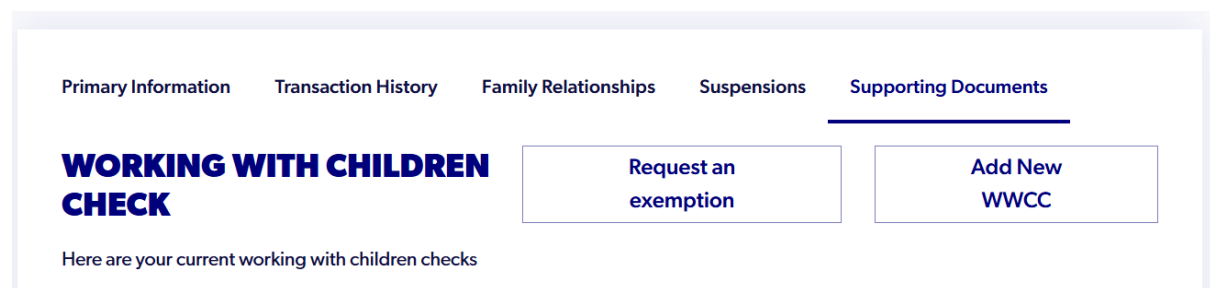 Primary Information Transaction History Family Relationships Suspensions Supporting Documents
WORKING WITH CHILDREN
CHECK
Request an
exemption
Add New
WWCC
Here are your current working with children checks